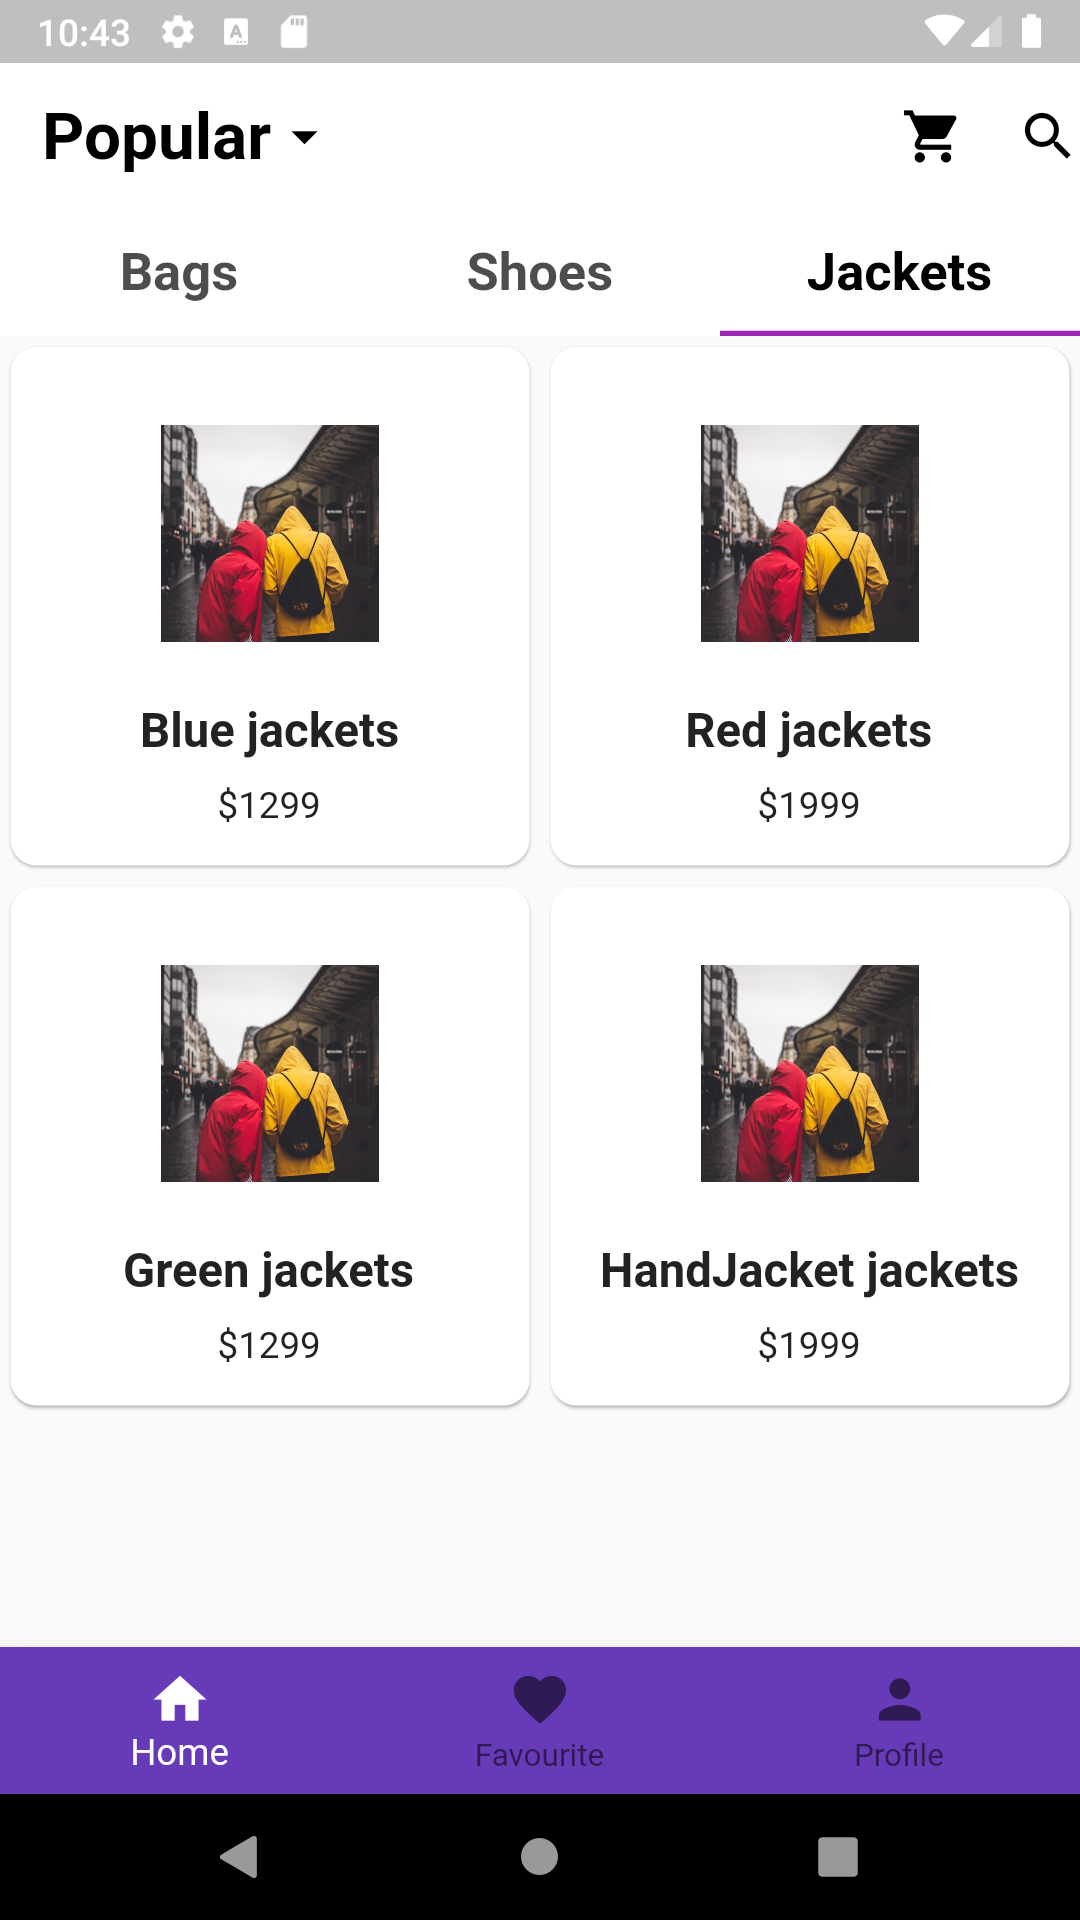 10:43
Popular
Bags Shoes Jackets
Blue jackets Red jackets
$1299 $1999
Green jackets HandJacket jackets
$1299 $1999
Home Favourite Profile